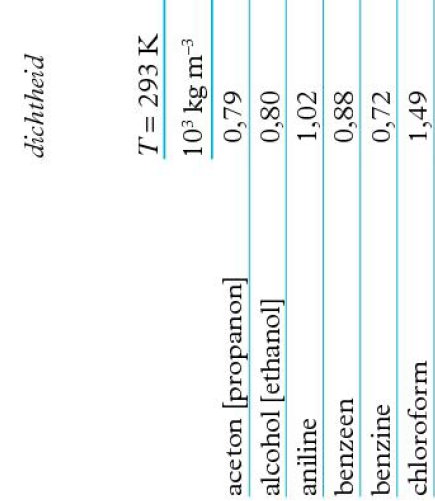 dichtheid
T = 293 K
10³ kg m⁻³
aceton [propanon] 0,79
alcohol [ethanol] 0,80
aniline 1,02
benzeen 0,88
benzine 0,72
chloroform 1,49